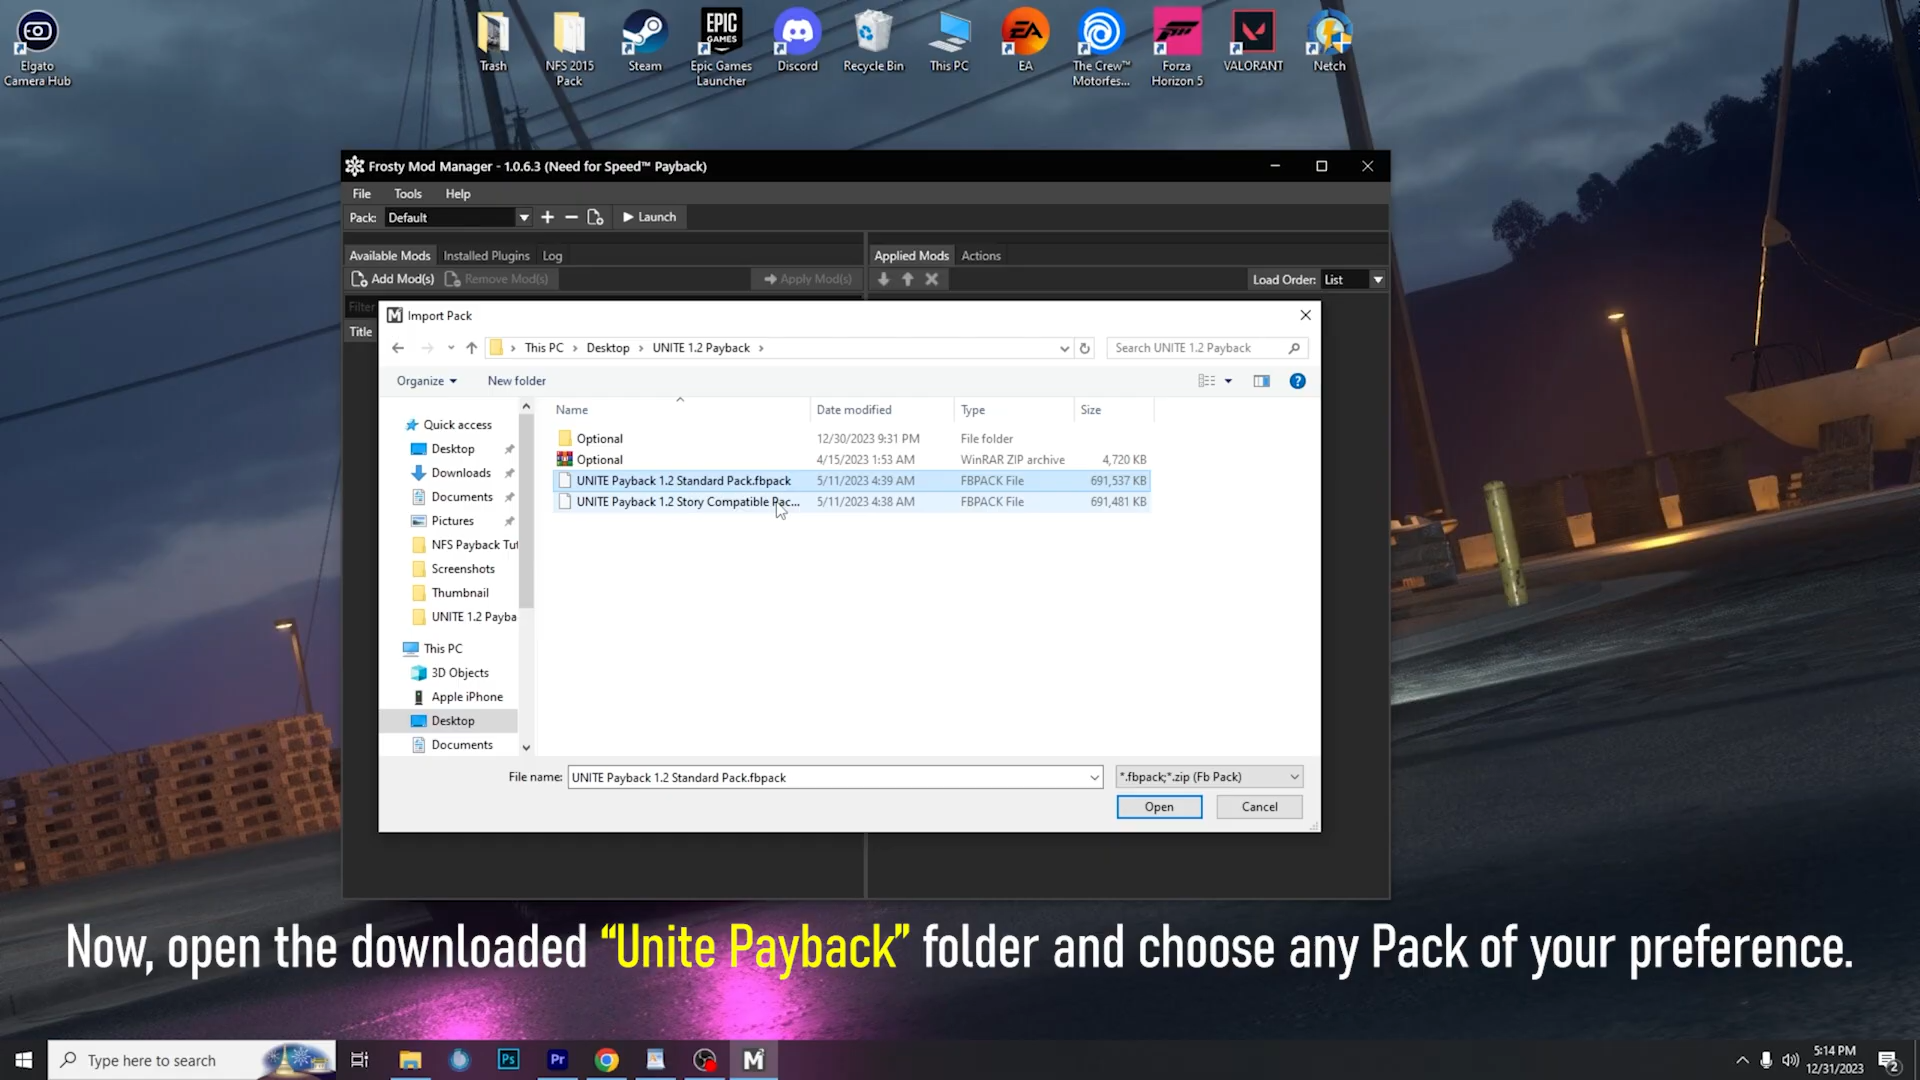 Elgato
Camera Hub
Trash
NFS 2015
Pack
Steam
EPIC
GAMES
Epic Games
Launcher
Discord
Recycle Bin
This PC
EA
EA
The Crew™
Motorfes...
Forza
Horizon 5
VALORANT
Netch
Frosty Mod Manager - 1.0.6.3 (Need for Speed™ Payback)
File Tools Help
Pack: Default Launch
Available Mods Installed Plugins Log
Applied Mods Actions
Add Mod(s) Remove Mod(s) Apply Mod(s)
Load Order: List
Filter
Title
Import Pack
This PC Desktop UNITE 1.2 Payback
Search UNITE 1.2 Payback
Organize New folder
Name Date modified Type Size
Optional 12/30/2023 9:31 PM File folder
Optional 4/15/2023 1:53 AM WinRAR ZIP archive 4,720 KB
UNITE Payback 1.2 Standard Pack.fbpack 5/11/2023 4:39 AM FBPACK File 691,537 KB
UNITE Payback 1.2 Story Compatible Pac... 5/11/2023 4:38 AM FBPACK File 691,481 KB
Quick access
Desktop
Downloads
Documents
Pictures
NFS Payback Tut
Screenshots
Thumbnail
UNITE 1.2 Payba
This PC
3D Objects
Apple iPhone
Desktop
Documents
File name: UNITE Payback 1.2 Standard Pack.fbpack
*.fbpack;*.zip (Fb Pack)
Open Cancel
Now, open the downloaded “Unite Payback” folder and choose any Pack of your preference.
Type here to search
Ps
Pr
M
5:14 PM
12/31/2023
2